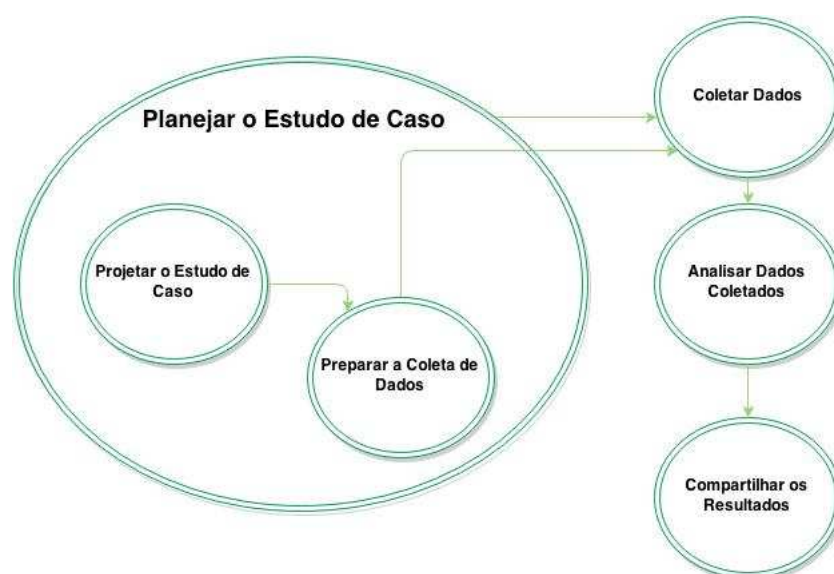 Planejar o Estudo de Caso
Projetar o Estudo de
Caso
Preparar a Coleta de
Dados
Coletar Dados
Analisar Dados
Coletados
Compartilhar os
Resultados